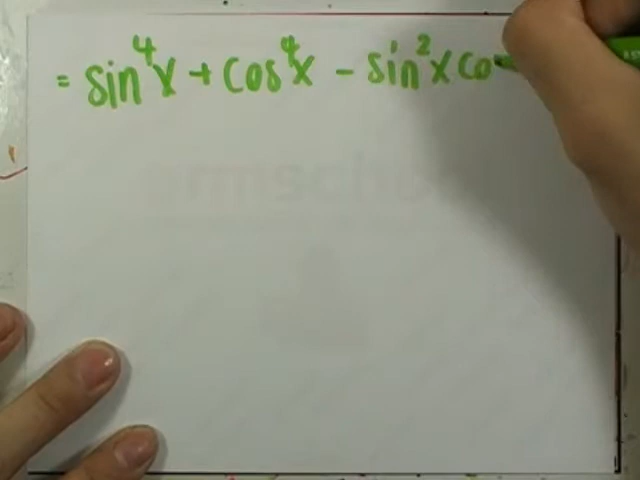 = sin⁴x + cos⁴x - sin²x co